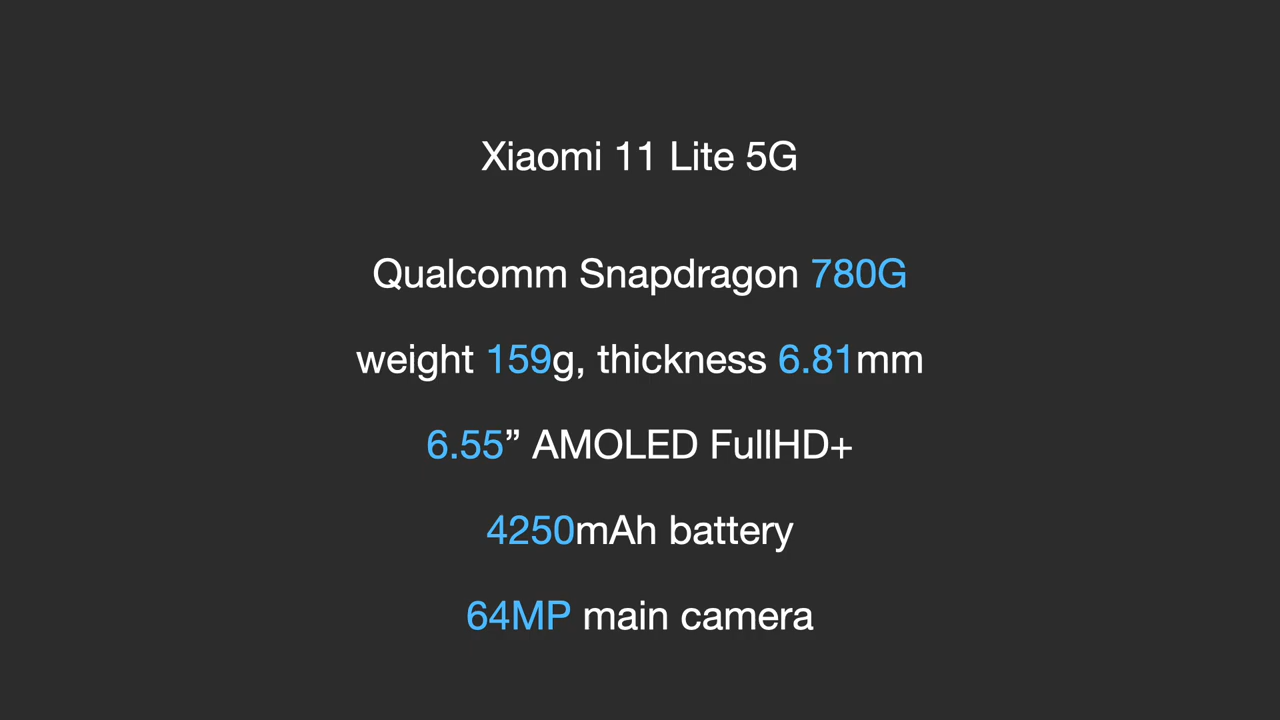 Xiaomi 11 Lite 5G
Qualcomm Snapdragon 780G
weight 159g, thickness 6.81mm
6.55” AMOLED FullHD+
4250mAh battery
64MP main camera